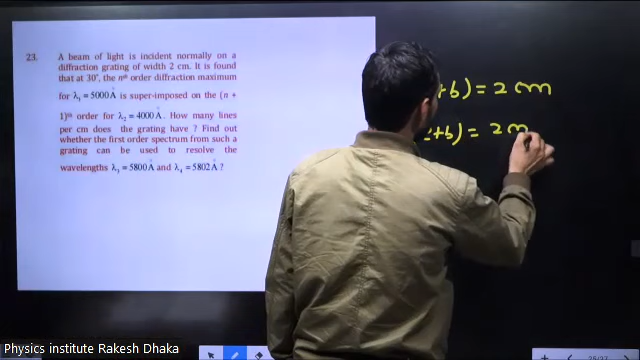 23. A beam of light is incident normally on a
diffraction grating of width 2 cm. It is found
that at 30°, the nth order diffraction maximum
for λ₁ = 5000 Å is super-imposed on the (n +
1)th order for λ₂ = 4000 Å. How many lines
per cm does the grating have? Find out
whether the first order spectrum from such a
grating can be used to resolve the
wavelengths λ₃ = 5800Å and λ₄ = 5802 Å ?
+b) = 2 cm
+b) = 2 m
Physics institute Rakesh Dhaka